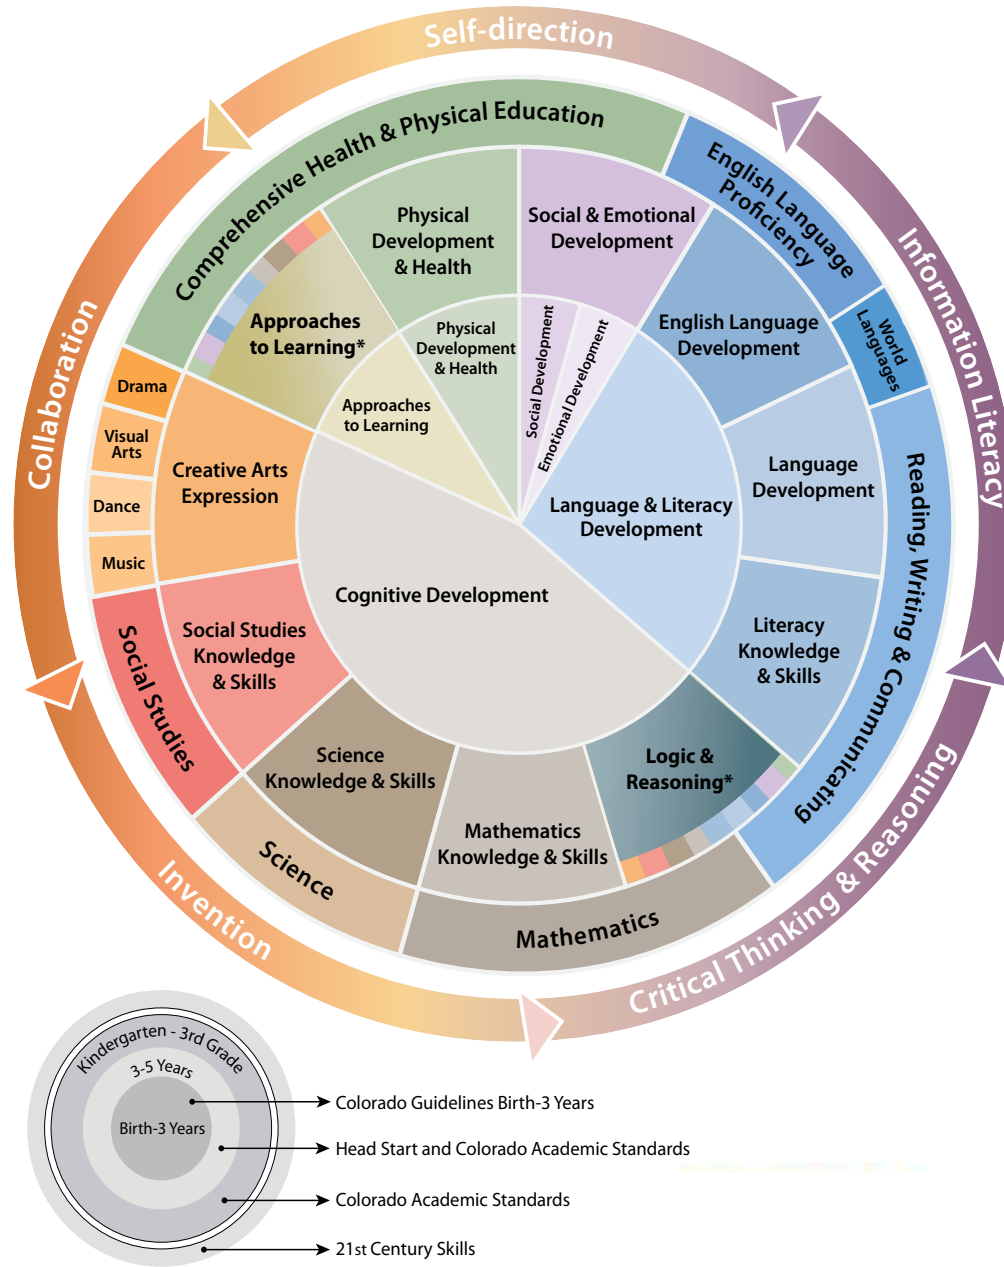 Self-direction
Information Literacy
Critical Thinking & Reasoning
Invention
Collaboration
Comprehensive Health & Physical Education
English Language
Proficiency
World
Languages
Reading, Writing & Communicating
Mathematics
Science
Social Studies
Music
Dance
Visual
Arts
Drama
Physical
Development
& Health
Social & Emotional
Development
English Language
Development
Language
Development
Literacy
Knowledge
& Skills
Logic &
Reasoning*
Mathematics
Knowledge & Skills
Science
Knowledge & Skills
Social Studies
Knowledge
& Skills
Creative Arts
Expression
Approaches
to Learning*
Physical
Development
& Health
Social Development
Emotional Development
Language & Literacy
Development
Cognitive Development
Approaches
to Learning
Kindergarten - 3rd Grade
3-5 Years
Birth-3 Years
Colorado Guidelines Birth-3 Years
Head Start and Colorado Academic Standards
Colorado Academic Standards
21st Century Skills